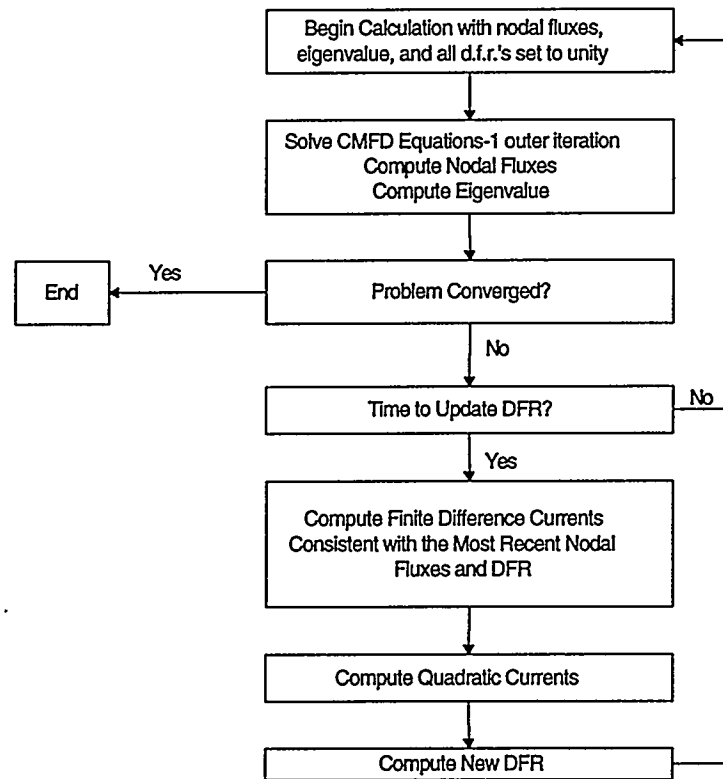 Begin Calculation with nodal fluxes,
eigenvalue, and all d.f.r.'s set to unity
Solve CMFD Equations-1 outer iteration
Compute Nodal Fluxes
Compute Eigenvalue
Yes
End
Problem Converged?
No
Time to Update DFR?
No
Yes
Compute Finite Difference Currents
Consistent with the Most Recent Nodal
Fluxes and DFR
Compute Quadratic Currents
Compute New DFR